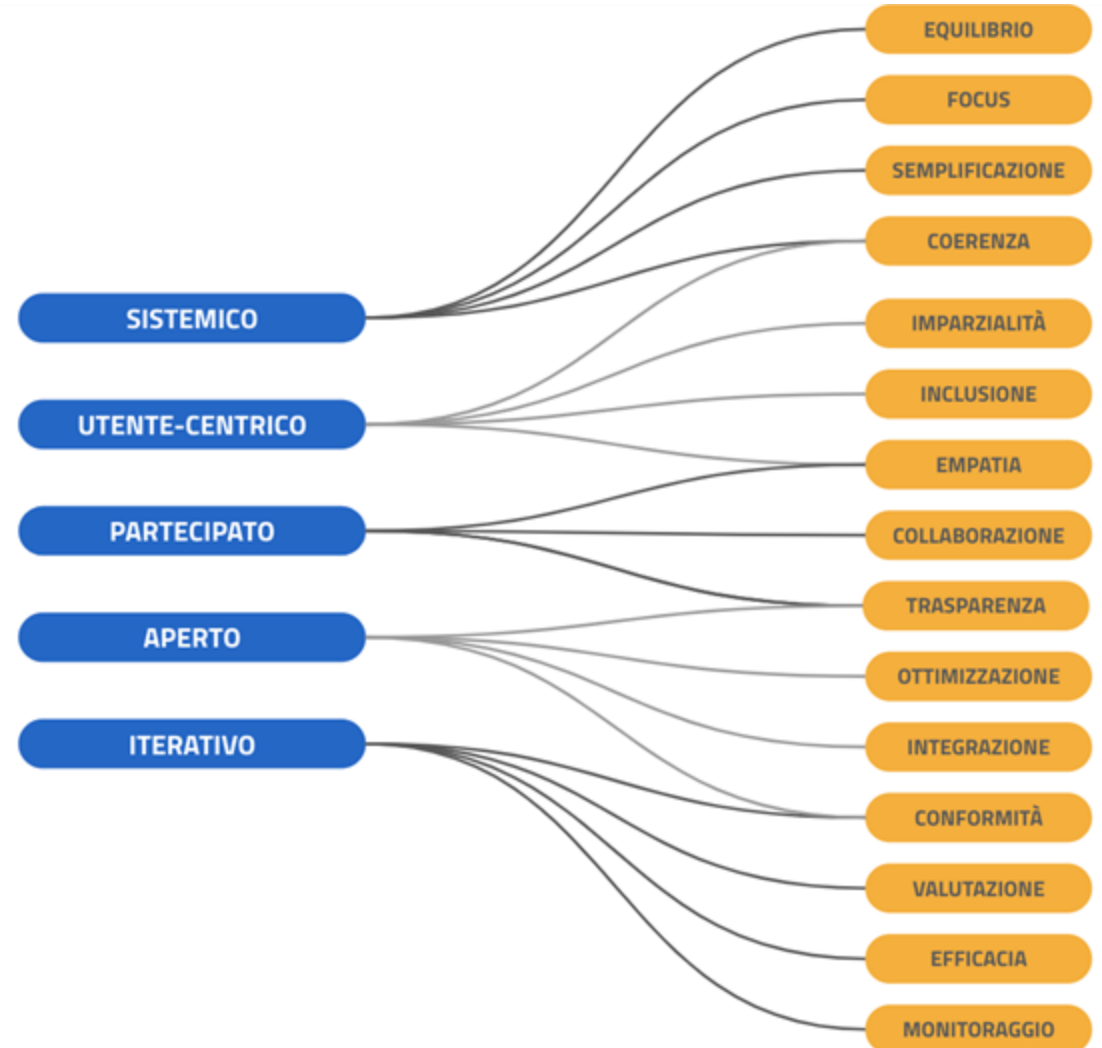 EQUILIBRIO
FOCUS
SEMPLIFICAZIONE
COERENZA
SISTEMICO
IMPARZIALITÀ
INCLUSIONE
UTENTE-CENTRICO
EMPATIA
PARTECIPATO
COLLABORAZIONE
TRASPARENZA
APERTO
OTTIMIZZAZIONE
ITERATIVO
INTEGRAZIONE
CONFORMITÀ
VALUTAZIONE
EFFICACIA
MONITORAGGIO